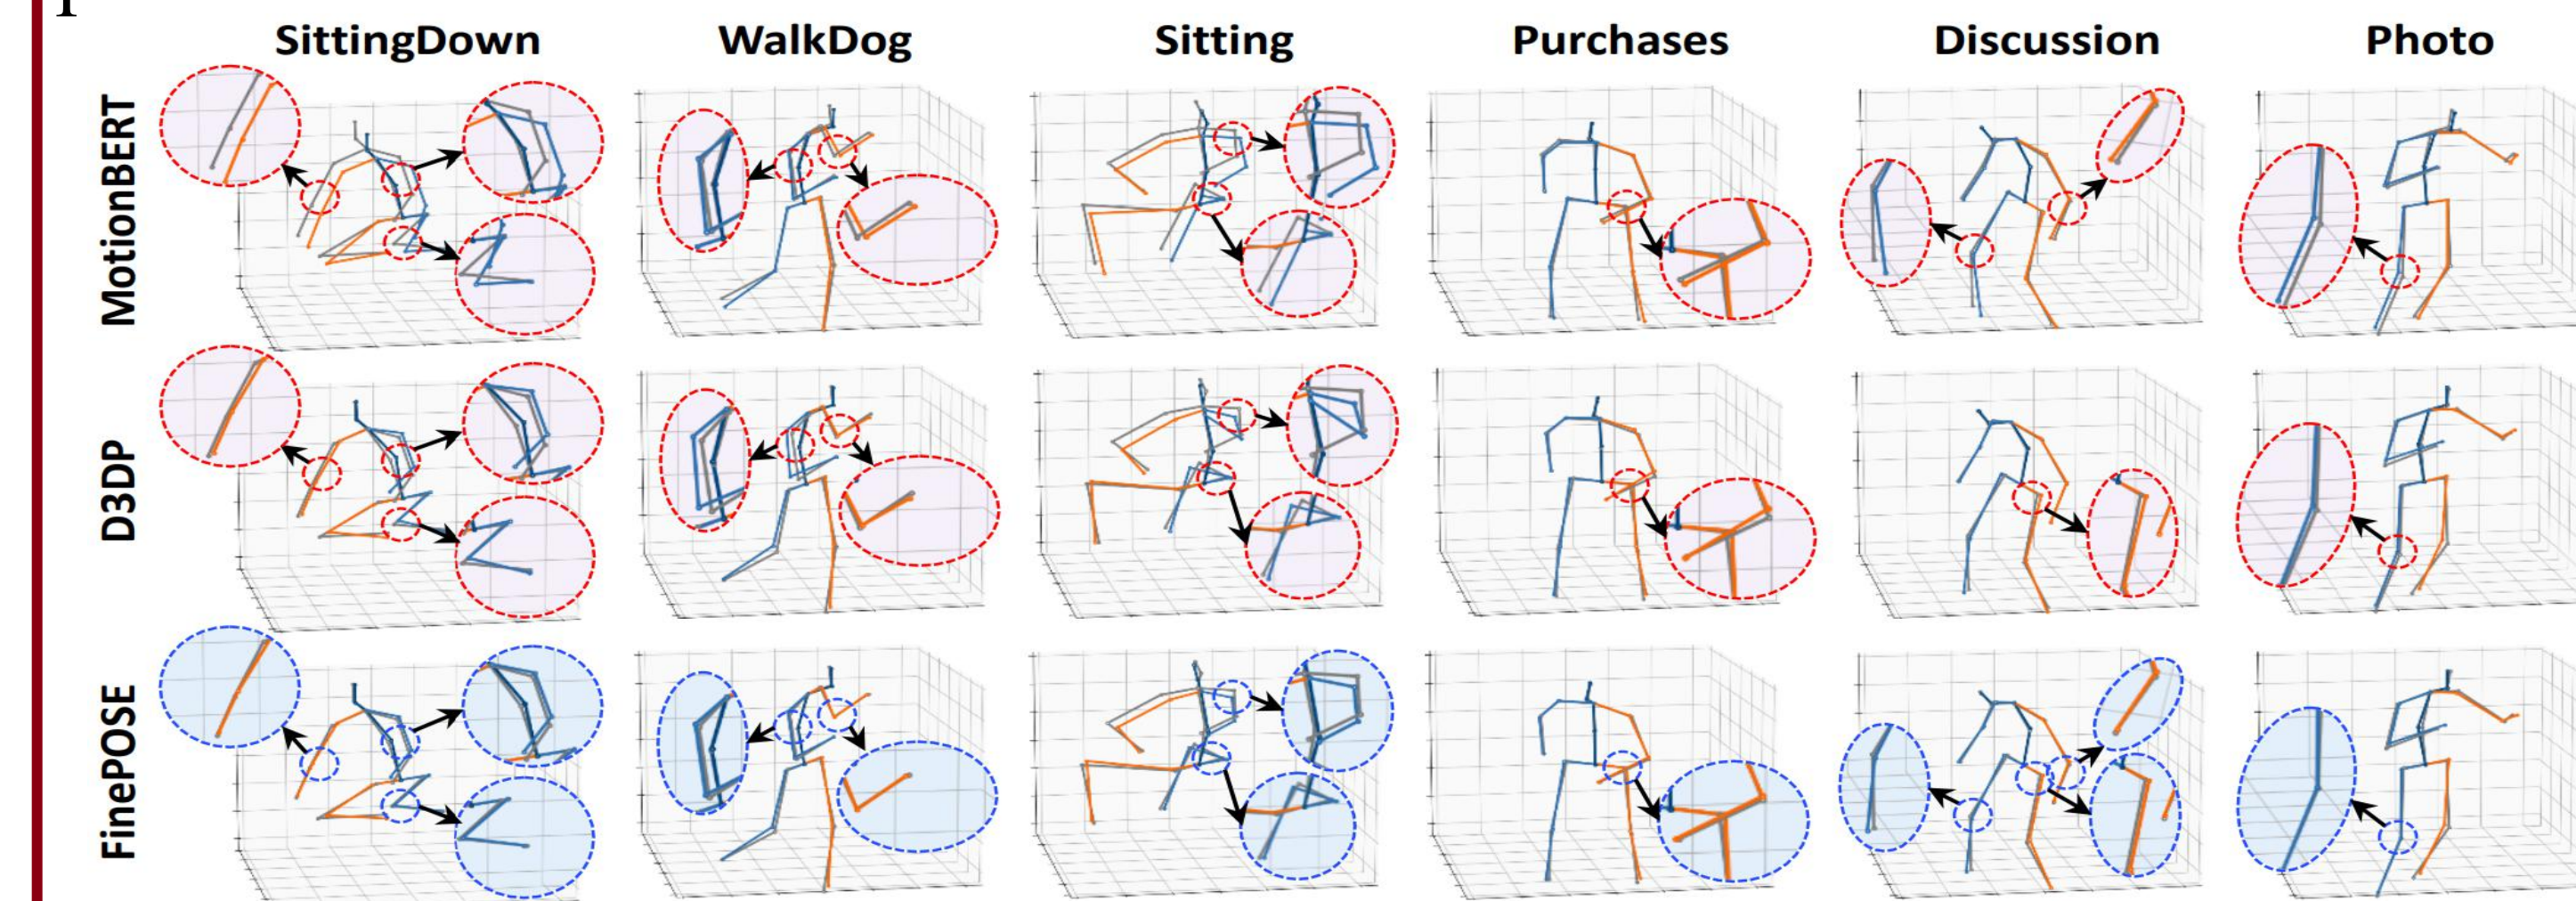 SittingDown WalkDog Sitting Purchases Discussion Photo
MotionBERT
D3DP
FinePOSE